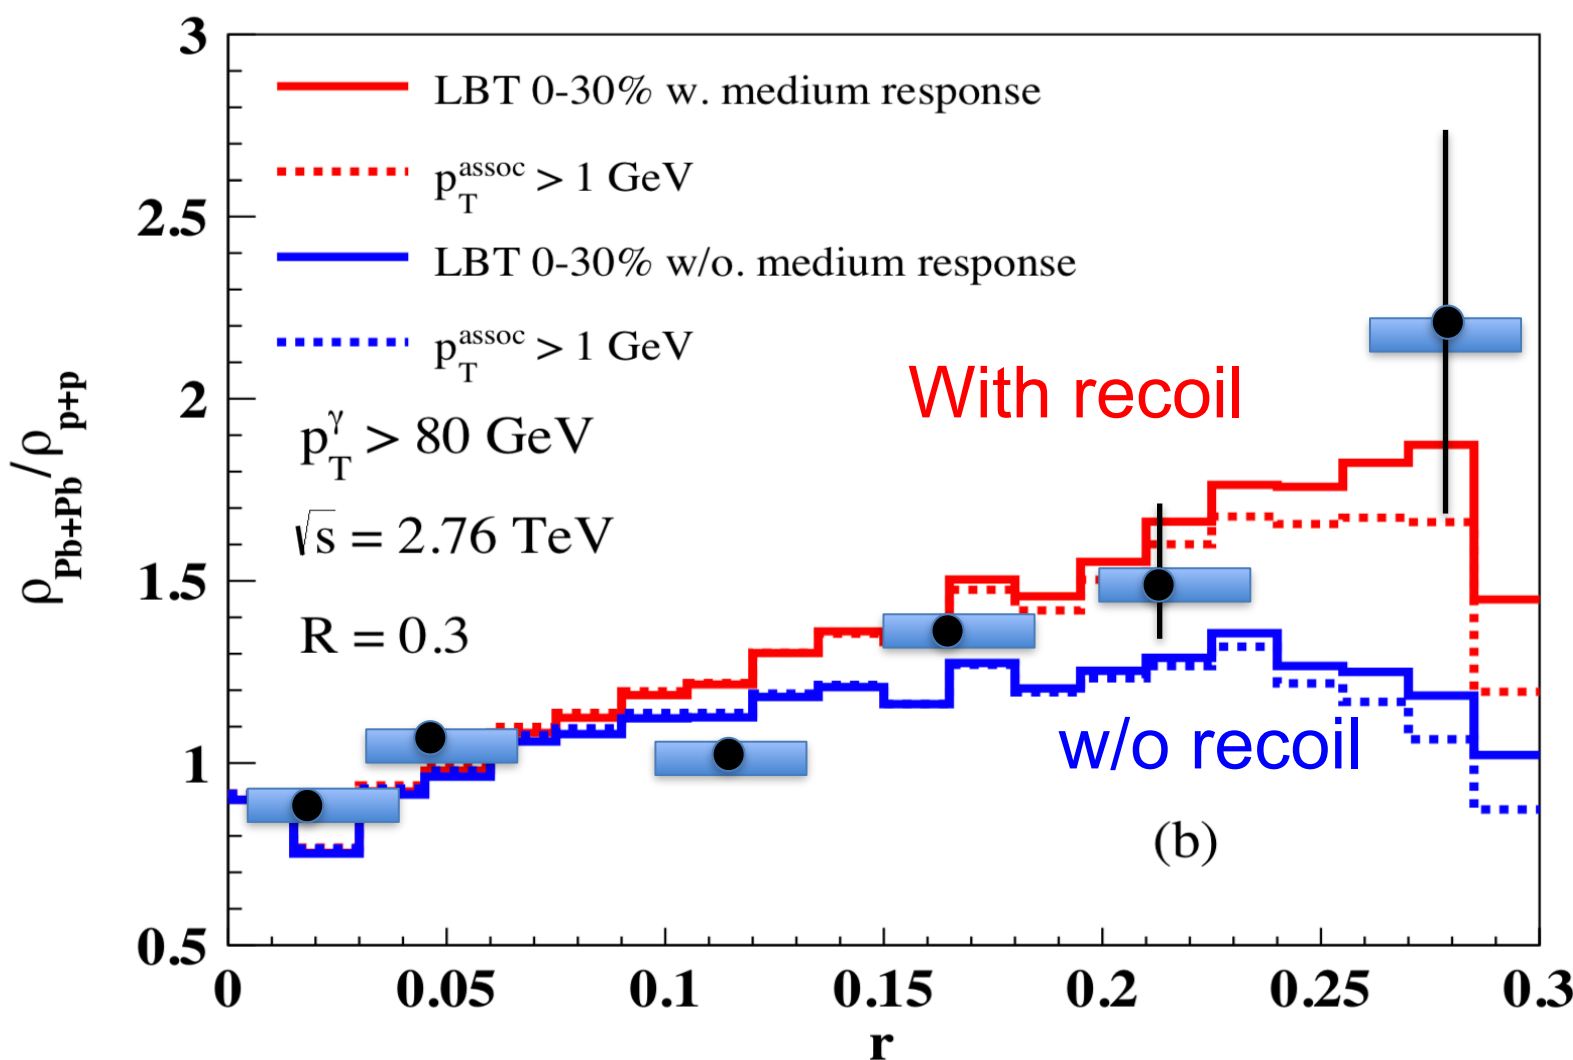 3
2.5
2
1.5
1
0.5
ρ_Pb+Pb/ρ_p+p
LBT 0-30% w. medium response
p_T^assoc > 1 GeV
LBT 0-30% w/o. medium response
p_T^assoc > 1 GeV
p_T^γ > 80 GeV
√s = 2.76 TeV
R = 0.3
With recoil
w/o recoil
(b)
0 0.05 0.1 0.15 0.2 0.25 0.3
r